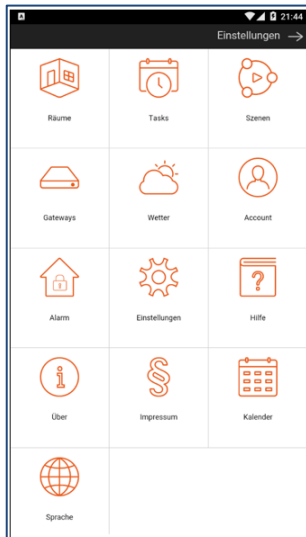 21:44
Einstellungen
Räume Tasks Szenen
Gateways Wetter Account
Alarm Einstellungen Hilfe
Über Impressum Kalender
Sprache